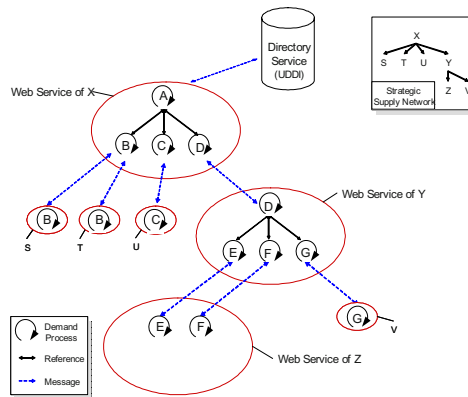 Directory
Service
(UDDI)
X
S T U Y
Z V
Strategic
Supply Network
Web Service of X
A
B C D
Web Service of Y
B B C
S T U
D
E F G
E F
G
V
Web Service of Z
Demand
Process
Reference
Message